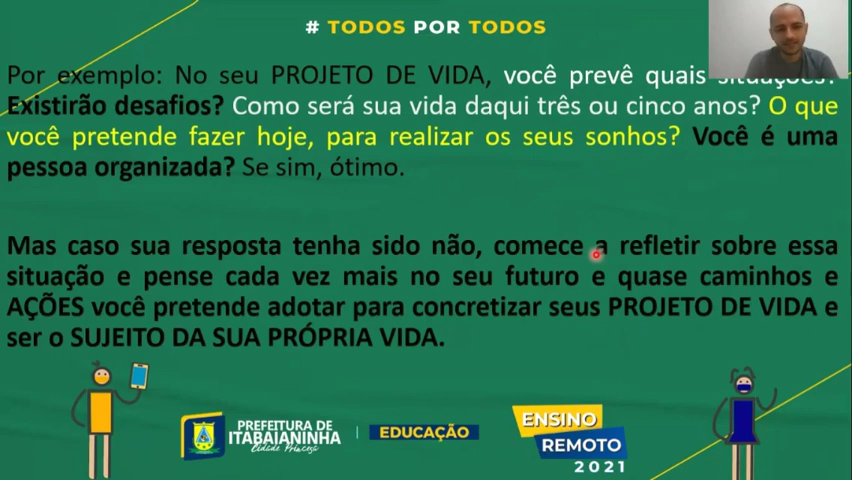 # TODOS POR TODOS
Por exemplo: No seu PROJETO DE VIDA, você prevê quais situações?
Existirão desafios? Como será sua vida daqui três ou cinco anos? O que
você pretende fazer hoje, para realizar os seus sonhos? Você é uma
pessoa organizada? Se sim, ótimo.
Mas caso sua resposta tenha sido não, comece a refletir sobre essa
situação e pense cada vez mais no seu futuro e quase caminhos e
AÇÕES você pretende adotar para concretizar seus PROJETO DE VIDA e
ser o SUJEITO DA SUA PRÓPRIA VIDA.
PREFEITURA DE
ITABAIANINHA
Cidade Princesa
EDUCAÇÃO
ENSINO
REMOTO
2021